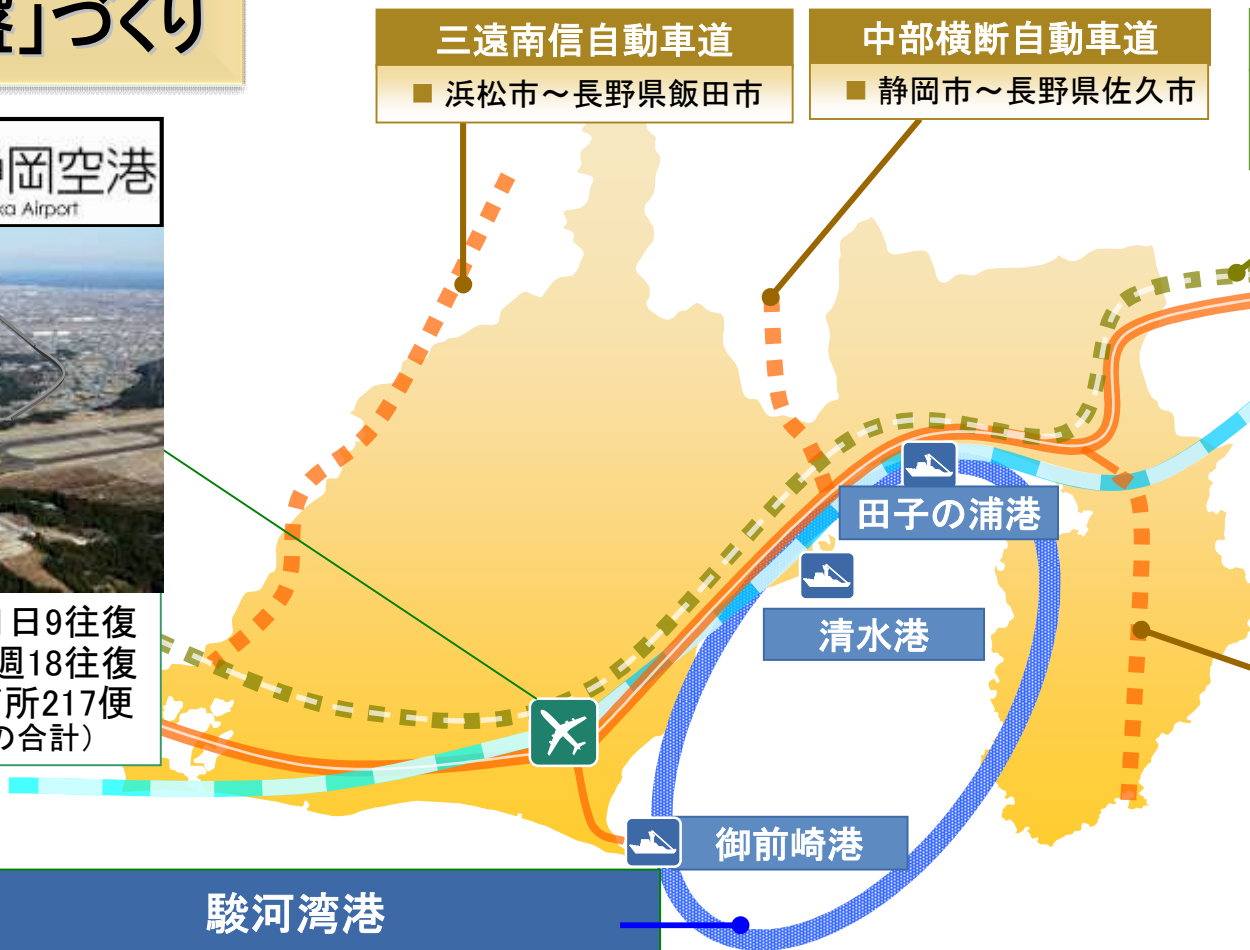 盤」づくり
三遠南信自動車道
■ 浜松市～長野県飯田市
中部横断自動車道
■ 静岡市～長野県佐久市
岡空港
ka Airport
日9往復
週18往復
所217便
の合計）
田子の浦港
清水港
御前崎港
駿河湾港